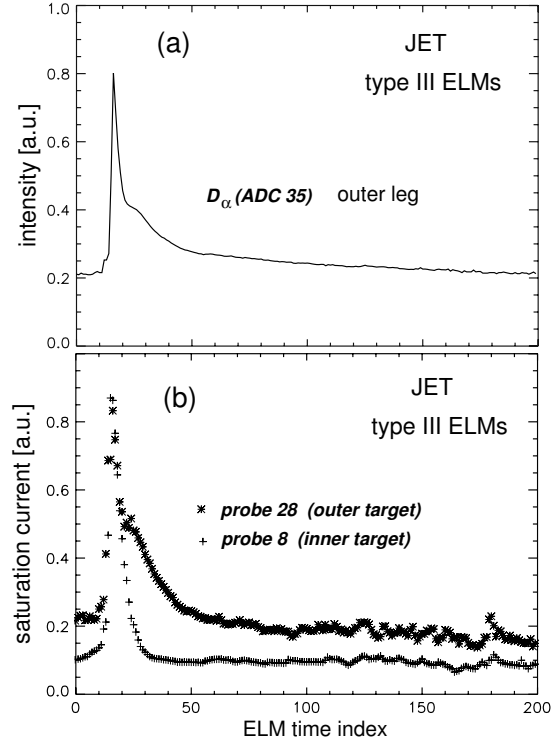 1.0
(a)
JET
type III ELMs
0.8
0.6
D α (ADC 35) outer leg
0.4
0.2
0.0
intensity [a.u.]
(b)
JET
type III ELMs
0.8
0.6
probe 28 (outer target)
probe 8 (inner target)
0.4
0.2
0.0
saturation current [a.u.]
0 50 100 150 200
ELM time index